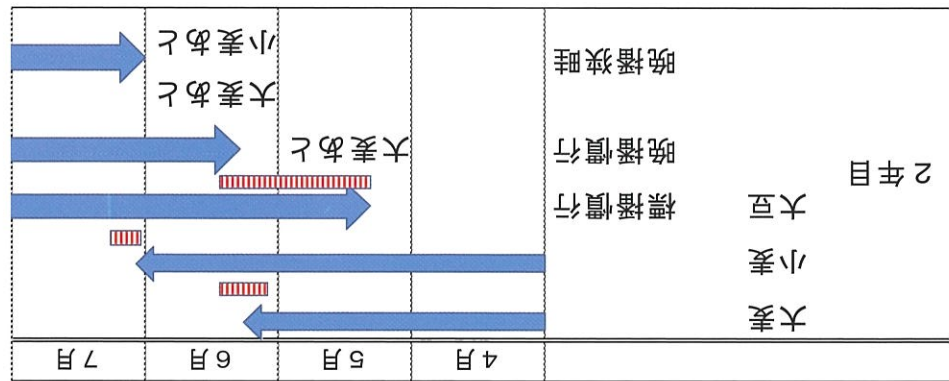 4月 5月 6月 7月
大麦
小麦
2年目
大豆 標播慣行
晩播慣行 大麦あと
大麦あと
晩播狭畦 小麦あと